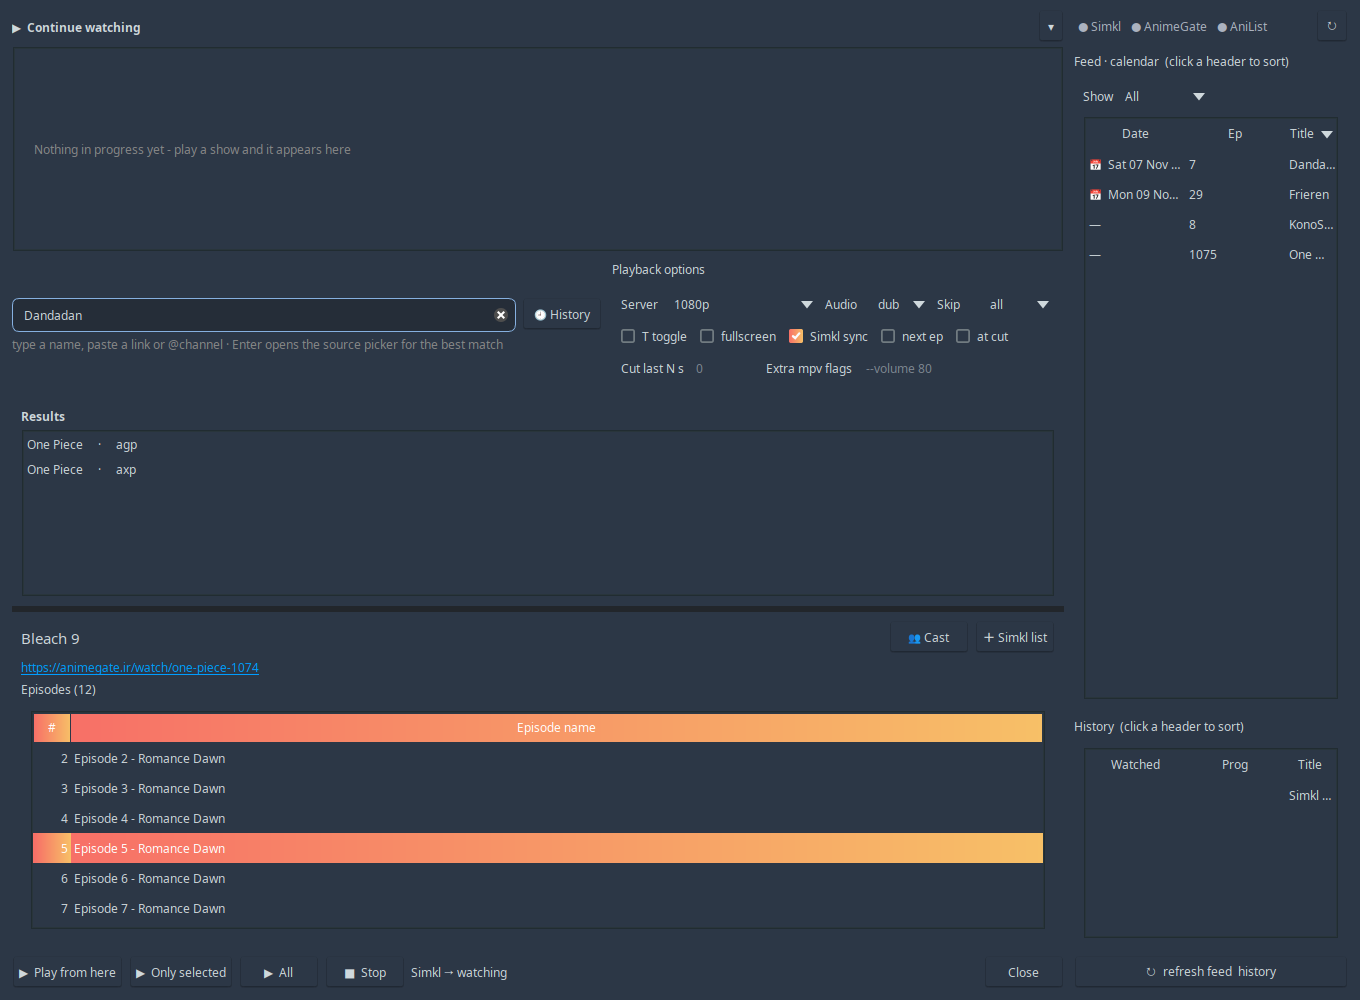 ▶ Continue watching
▼
Nothing in progress yet - play a show and it appears here
Playback options
Dandadan
History
type a name, paste a link or @channel · Enter opens the source picker for the best match
Server 1080p Audio dub Skip all
T toggle fullscreen Simkl sync next ep at cut
Cut last N s 0 Extra mpv flags --volume 80
Results
One Piece · agp
One Piece · axp
Bleach 9
Cast
+ Simkl list
https://animegate.ir/watch/one-piece-1074
Episodes (12)
# Episode name
2 Episode 2 - Romance Dawn
3 Episode 3 - Romance Dawn
4 Episode 4 - Romance Dawn
5 Episode 5 - Romance Dawn
6 Episode 6 - Romance Dawn
7 Episode 7 - Romance Dawn
▶ Play from here
▶ Only selected
▶ All
■ Stop
Simkl → watching
Close
● Simkl ● AnimeGate ● AniList
↻
Feed · calendar (click a header to sort)
Show All
Date Ep Title
Sat 07 Nov ... 7 Danda...
Mon 09 No... 29 Frieren
— 8 KonoS...
— 1075 One ...
History (click a header to sort)
Watched Prog Title
Simkl ...
↻ refresh feed history